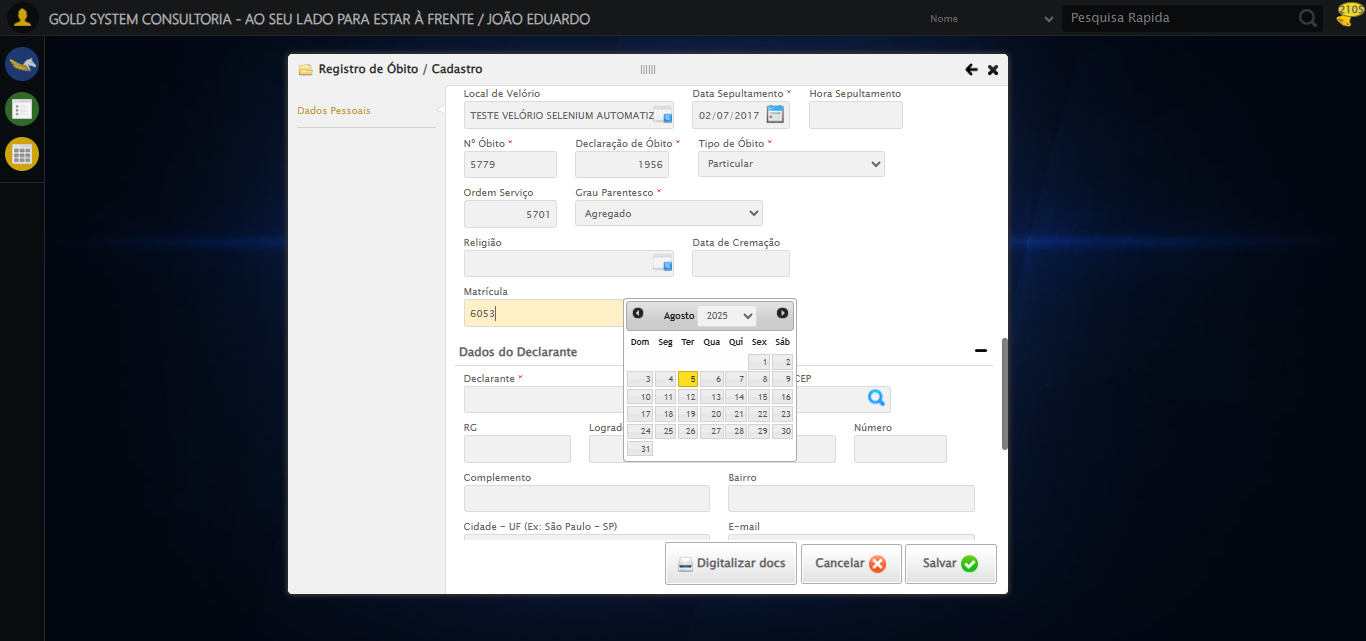 GOLD SYSTEM CONSULTORIA - AO SEU LADO PARA ESTAR À FRENTE / JOÃO EDUARDO
Nome
Pesquisa Rapida
2105
Registro de Óbito / Cadastro
Dados Pessoais
Local de Velório
Data Sepultamento *
Hora Sepultamento
TESTE VELÓRIO SELENIUM AUTOMATIZ
02/07/2017
Nº Óbito *
Declaração de Óbito *
Tipo de Óbito *
5779
1956
Particular
Ordem Serviço
Grau Parentesco *
5701
Agregado
Religião
Data de Cremação
Matrícula
6053
Agosto 2025
Dom Seg Ter Qua Qui Sex Sáb
1 2
3 4 5 6 7 8 9
10 11 12 13 14 15 16
17 18 19 20 21 22 23
24 25 26 27 28 29 30
31
Dados do Declarante
Declarante *
CEP
RG
Lograd
Número
Complemento
Bairro
Cidade - UF (Ex: São Paulo - SP)
E-mail
Digitalizar docs
Cancelar
Salvar